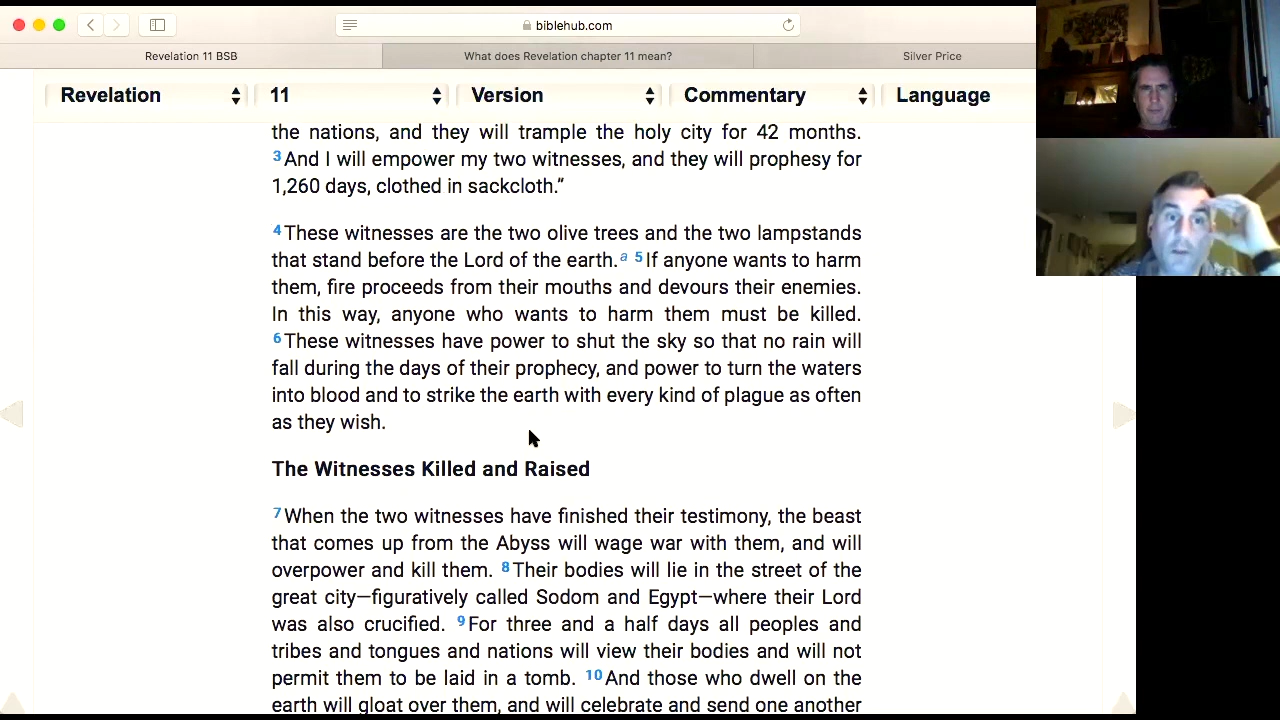 biblehub.com
Revelation 11 BSB
What does Revelation chapter 11 mean?
Silver Price
Revelation
11
Version
Commentary
Language
the nations, and they will trample the holy city for 42 months.
3 And I will empower my two witnesses, and they will prophesy for
1,260 days, clothed in sackcloth.”
4 These witnesses are the two olive trees and the two lampstands
that stand before the Lord of the earth. a 5 If anyone wants to harm
them, fire proceeds from their mouths and devours their enemies.
In this way, anyone who wants to harm them must be killed.
6 These witnesses have power to shut the sky so that no rain will
fall during the days of their prophecy, and power to turn the waters
into blood and to strike the earth with every kind of plague as often
as they wish.
The Witnesses Killed and Raised
7 When the two witnesses have finished their testimony, the beast
that comes up from the Abyss will wage war with them, and will
overpower and kill them. 8 Their bodies will lie in the street of the
great city—figuratively called Sodom and Egypt—where their Lord
was also crucified. 9 For three and a half days all peoples and
tribes and tongues and nations will view their bodies and will not
permit them to be laid in a tomb. 10 And those who dwell on the
earth will gloat over them, and will celebrate and send one another